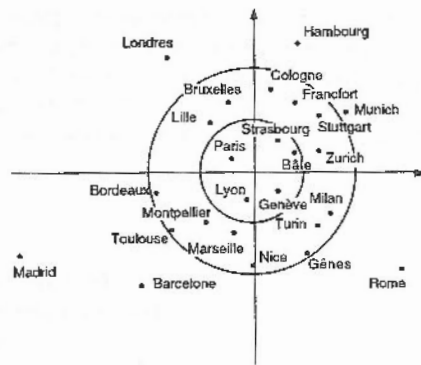 Hambourg
Londres
Cologne
Bruxelles
Francfort
Munich
Lille
Stuttgart
Strasbourg
Paris
Bâle
Zurich
Bordeaux
Lyon
Genève
Milan
Montpellier
Turin
Toulouse
Marseille
Nice
Gênes
Madrid
Barcelone
Rome